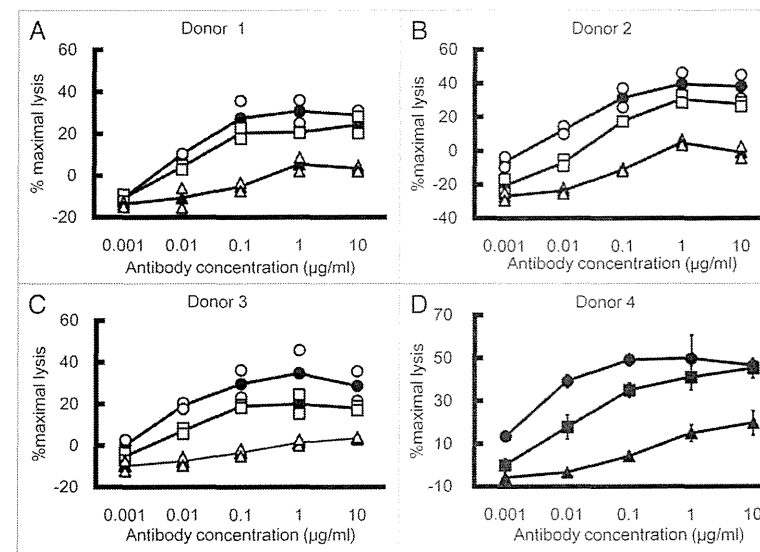 A
Donor 1
% maximal lysis
60
40
20
0
-20
0.001 0.01 0.1 1 10
Antibody concentration (µg/ml)
B
Donor 2
% maximal lysis
60
40
20
0
-20
-40
0.001 0.01 0.1 1 10
Antibody concentration (µg/ml)
C
Donor 3
%maximal lysis
60
40
20
0
-20
0.001 0.01 0.1 1 10
Antibody concentration (µg/ml)
D
Donor 4
%maximal lysis
70
50
30
10
-10
0.001 0.01 0.1 1 10
Antibody concentration (µg/ml)